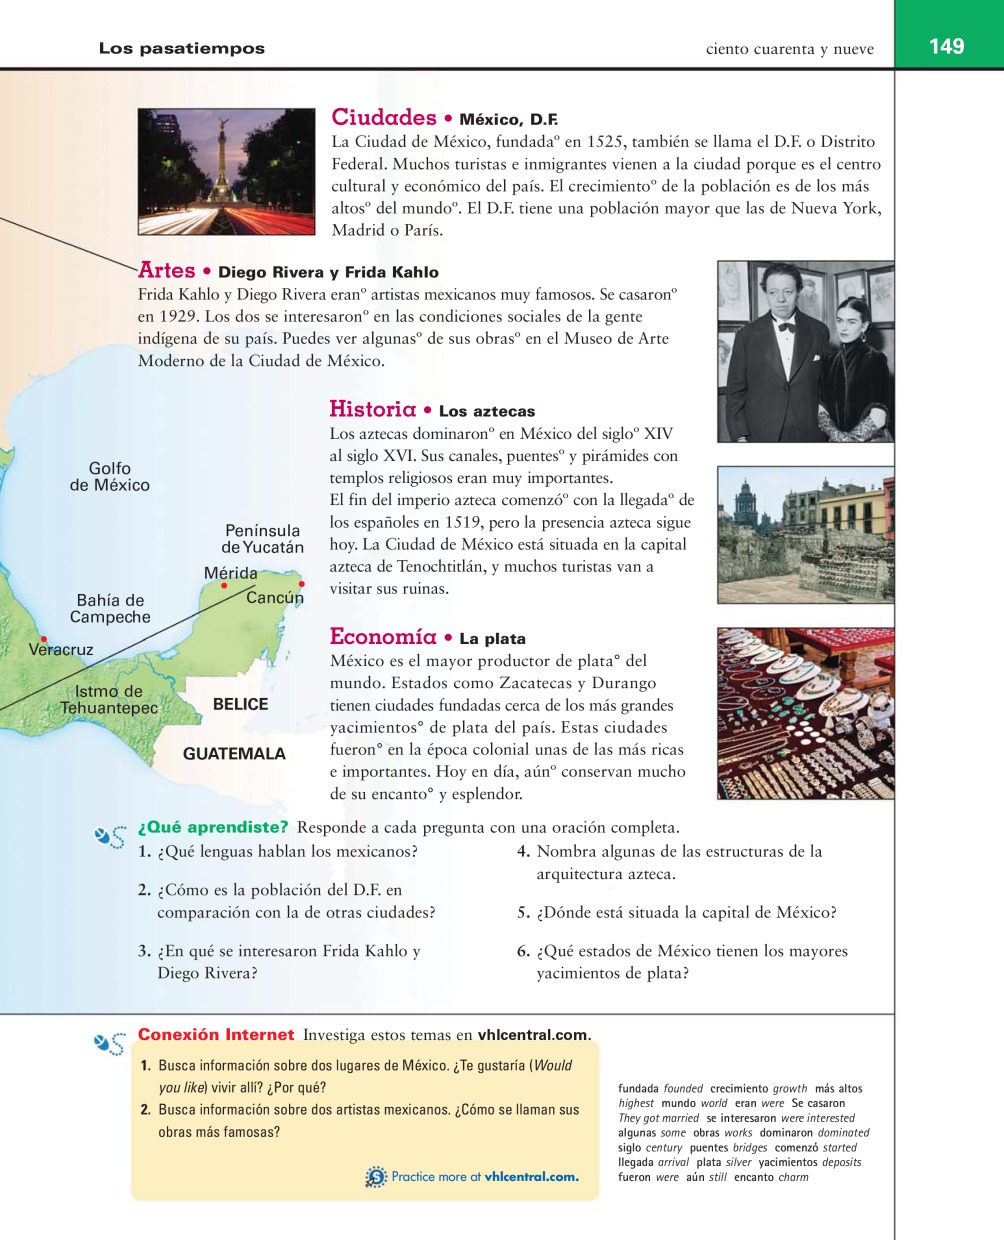 Los pasatiempos
ciento cuarenta y nueve
149
Ciudades • México, D.F.
La Ciudad de México, fundadaº en 1525, también se llama el D.F. o Distrito
Federal. Muchos turistas e inmigrantes vienen a la ciudad porque es el centro
cultural y económico del país. El crecimientoº de la población es de los más
altosº del mundoº. El D.F. tiene una población mayor que las de Nueva York,
Madrid o París.
Artes • Diego Rivera y Frida Kahlo
Frida Kahlo y Diego Rivera eranº artistas mexicanos muy famosos. Se casaronº
en 1929. Los dos se interesaronº en las condiciones sociales de la gente
indígena de su país. Puedes ver algunasº de sus obrasº en el Museo de Arte
Moderno de la Ciudad de México.
Historia • Los aztecas
Los aztecas dominaronº en México del sigloº XIV
al siglo XVI. Sus canales, puentesº y pirámides con
templos religiosos eran muy importantes.
El fin del imperio azteca comenzóº con la llegadaº de
los españoles en 1519, pero la presencia azteca sigue
hoy. La Ciudad de México está situada en la capital
azteca de Tenochtitlán, y muchos turistas van a
visitar sus ruinas.
Golfo
de México
Península
de Yucatán
Mérida
Cancún
Bahía de
Campeche
Veracruz
Istmo de
Tehuantepec
BELICE
GUATEMALA
Economía • La plata
México es el mayor productor de plata° del
mundo. Estados como Zacatecas y Durango
tienen ciudades fundadas cerca de los más grandes
yacimientos° de plata del país. Estas ciudades
fueron° en la época colonial unas de las más ricas
e importantes. Hoy en día, aúnº conservan mucho
de su encanto° y esplendor.
¿Qué aprendiste? Responde a cada pregunta con una oración completa.
1. ¿Qué lenguas hablan los mexicanos?
2. ¿Cómo es la población del D.F. en
comparación con la de otras ciudades?
3. ¿En qué se interesaron Frida Kahlo y
Diego Rivera?
4. Nombra algunas de las estructuras de la
arquitectura azteca.
5. ¿Dónde está situada la capital de México?
6. ¿Qué estados de México tienen los mayores
yacimientos de plata?
Conexión Internet Investiga estos temas en vhlcentral.com.
1. Busca información sobre dos lugares de México. ¿Te gustaría (Would
you like) vivir allí? ¿Por qué?
2. Busca información sobre dos artistas mexicanos. ¿Cómo se llaman sus
obras más famosas?
Practice more at vhlcentral.com.
fundada founded crecimiento growth más altos
highest mundo world eran were Se casaron
They got married se interesaron were interested
algunas some obras works dominaron dominated
siglo century puentes bridges comenzó started
llegada arrival plata silver yacimientos deposits
fueron were aún still encanto charm